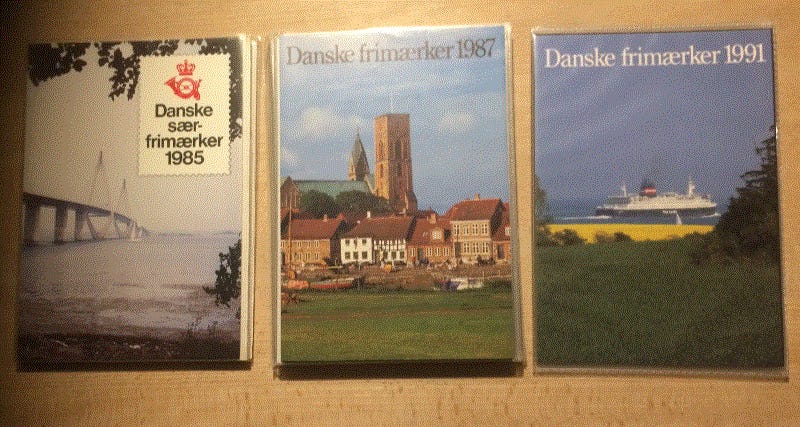 Danske
sær-
frimærker
1985
Danske frimærker 1987
Danske frimærker 1991